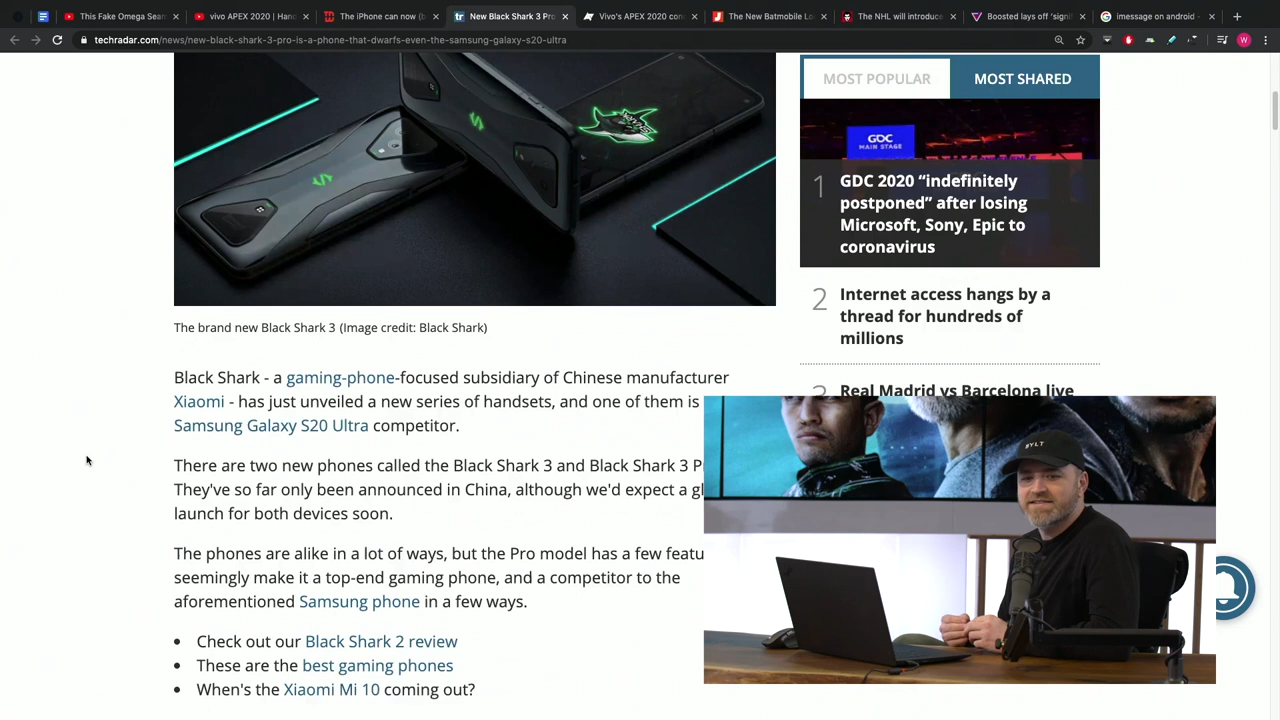 This Fake Omega Seam
vivo APEX 2020 | Hand
The iPhone can now (b
New Black Shark 3 Pro
Vivo's APEX 2020 conc
The New Batmobile Lo
The NHL will introduce
Boosted lays off 'signi
imessage on android -
W
techradar.com/news/new-black-shark-3-pro-is-a-phone-that-dwarfs-even-the-samsung-galaxy-s20-ultra
MOST POPULAR
MOST SHARED
GDC
MAIN STAGE
1
GDC 2020 “indefinitely
postponed” after losing
Microsoft, Sony, Epic to
coronavirus
2
Internet access hangs by a
thread for hundreds of
millions
Real Madrid vs Barcelona live
The brand new Black Shark 3 (Image credit: Black Shark)
Black Shark - a gaming-phone-focused subsidiary of Chinese manufacturer
Xiaomi - has just unveiled a new series of handsets, and one of them is
Samsung Galaxy S20 Ultra competitor.
There are two new phones called the Black Shark 3 and Black Shark 3 P
They've so far only been announced in China, although we'd expect a gl
launch for both devices soon.
The phones are alike in a lot of ways, but the Pro model has a few featu
seemingly make it a top-end gaming phone, and a competitor to the
aforementioned Samsung phone in a few ways.
• Check out our Black Shark 2 review
• These are the best gaming phones
• When's the Xiaomi Mi 10 coming out?
SYLT